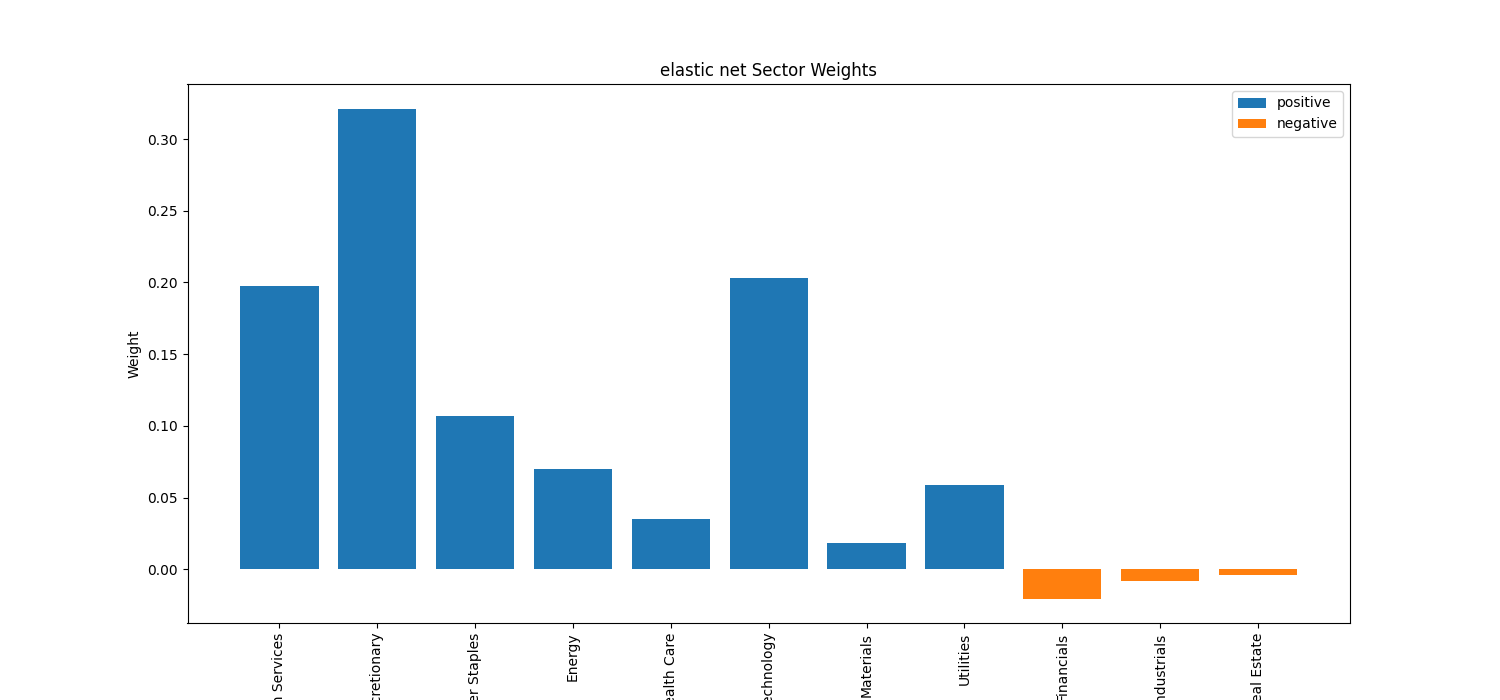 elastic net Sector Weights
positive
negative
0.30
0.25
0.20
0.15
0.10
0.05
0.00
Weight
Services
cretionary
er Staples
Energy
ealth Care
echnology
Materials
Utilities
inancials
ndustrials
eal Estate